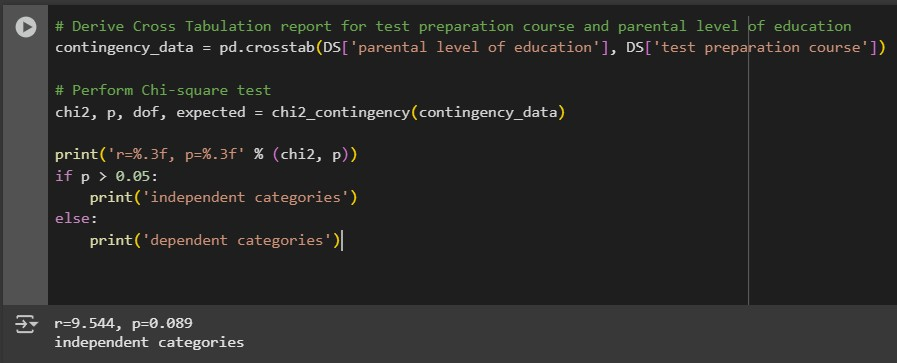 # Derive Cross Tabulation report for test preparation course and parental level of education
contingency_data = pd.crosstab(DS['parental level of education'], DS['test preparation course'])
# Perform Chi-square test
chi2, p, dof, expected = chi2_contingency(contingency_data)
print('r=%.3f, p=%.3f' % (chi2, p))
if p > 0.05:
    print('independent categories')
else:
    print('dependent categories')
r=9.544, p=0.089
independent categories